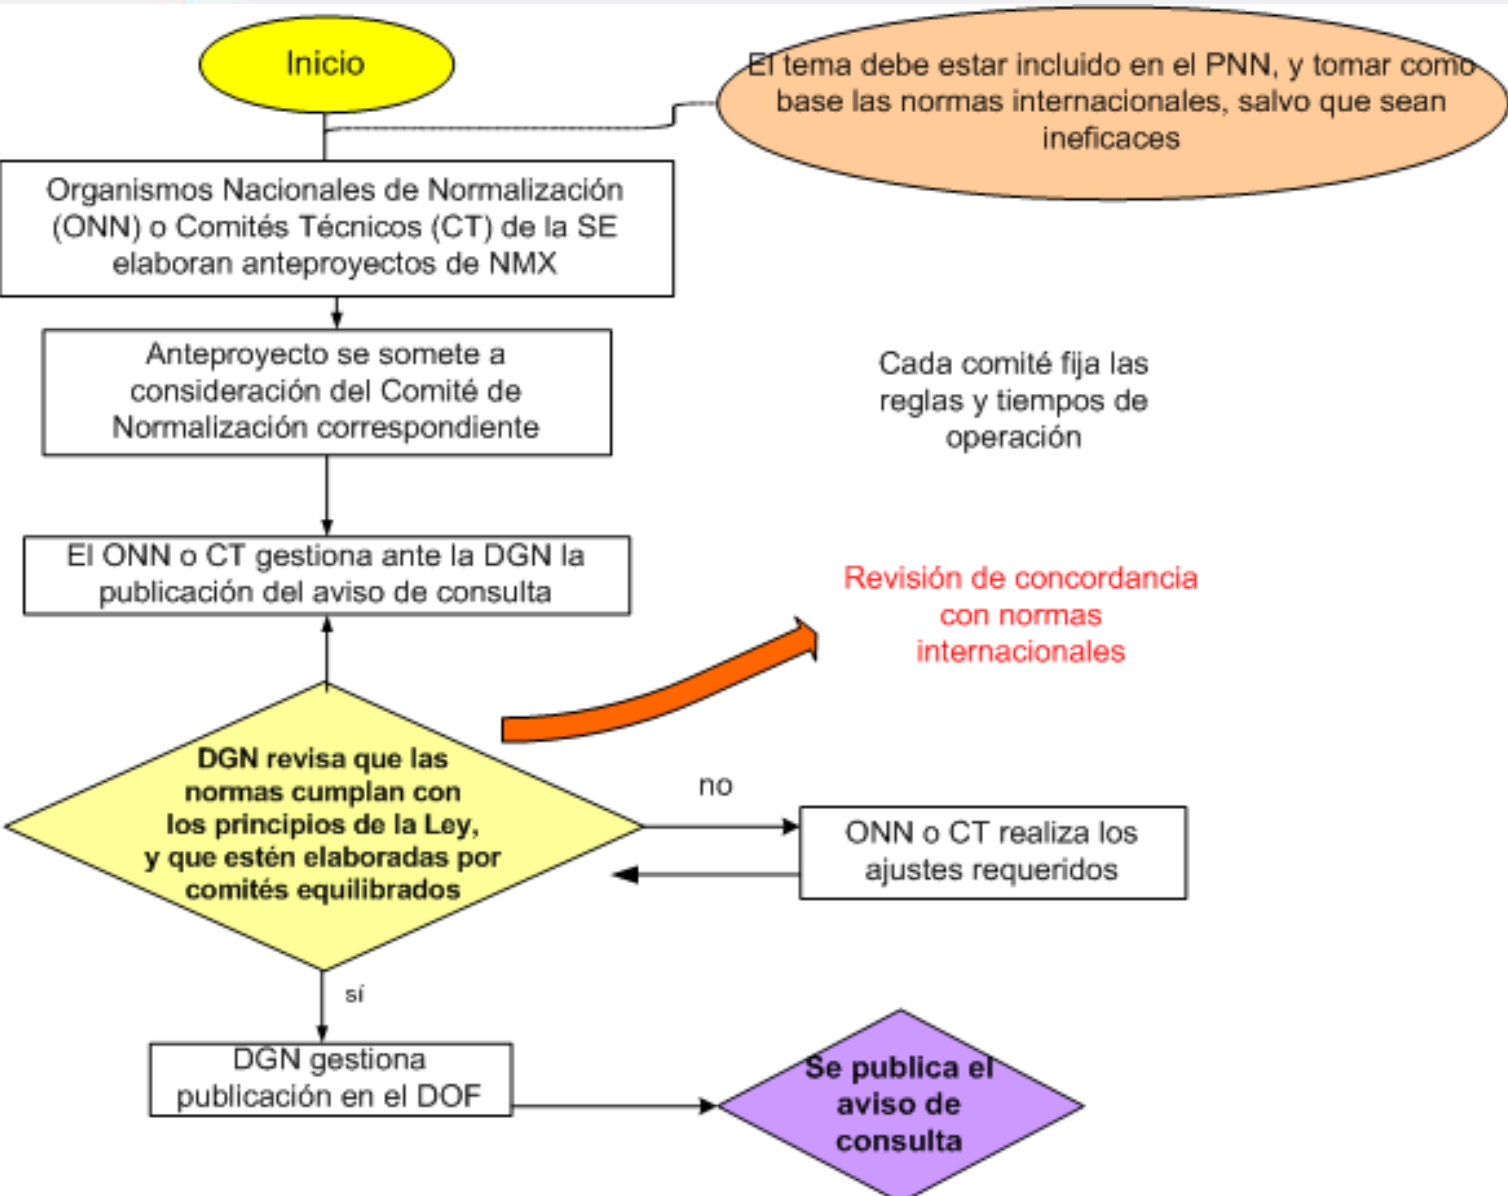 Inicio
El tema debe estar incluido en el PNN, y tomar como
base las normas internacionales, salvo que sean
ineficaces
Organismos Nacionales de Normalización
(ONN) o Comités Técnicos (CT) de la SE
elaboran anteproyectos de NMX
Anteproyecto se somete a
consideración del Comité de
Normalización correspondiente
Cada comité fija las
reglas y tiempos de
operación
El ONN o CT gestiona ante la DGN la
publicación del aviso de consulta
Revisión de concordancia
con normas
internacionales
DGN revisa que las
normas cumplan con
los principios de la Ley,
y que estén elaboradas por
comités equilibrados
no
ONN o CT realiza los
ajustes requeridos
sí
DGN gestiona
publicación en el DOF
Se publica el
aviso de
consulta